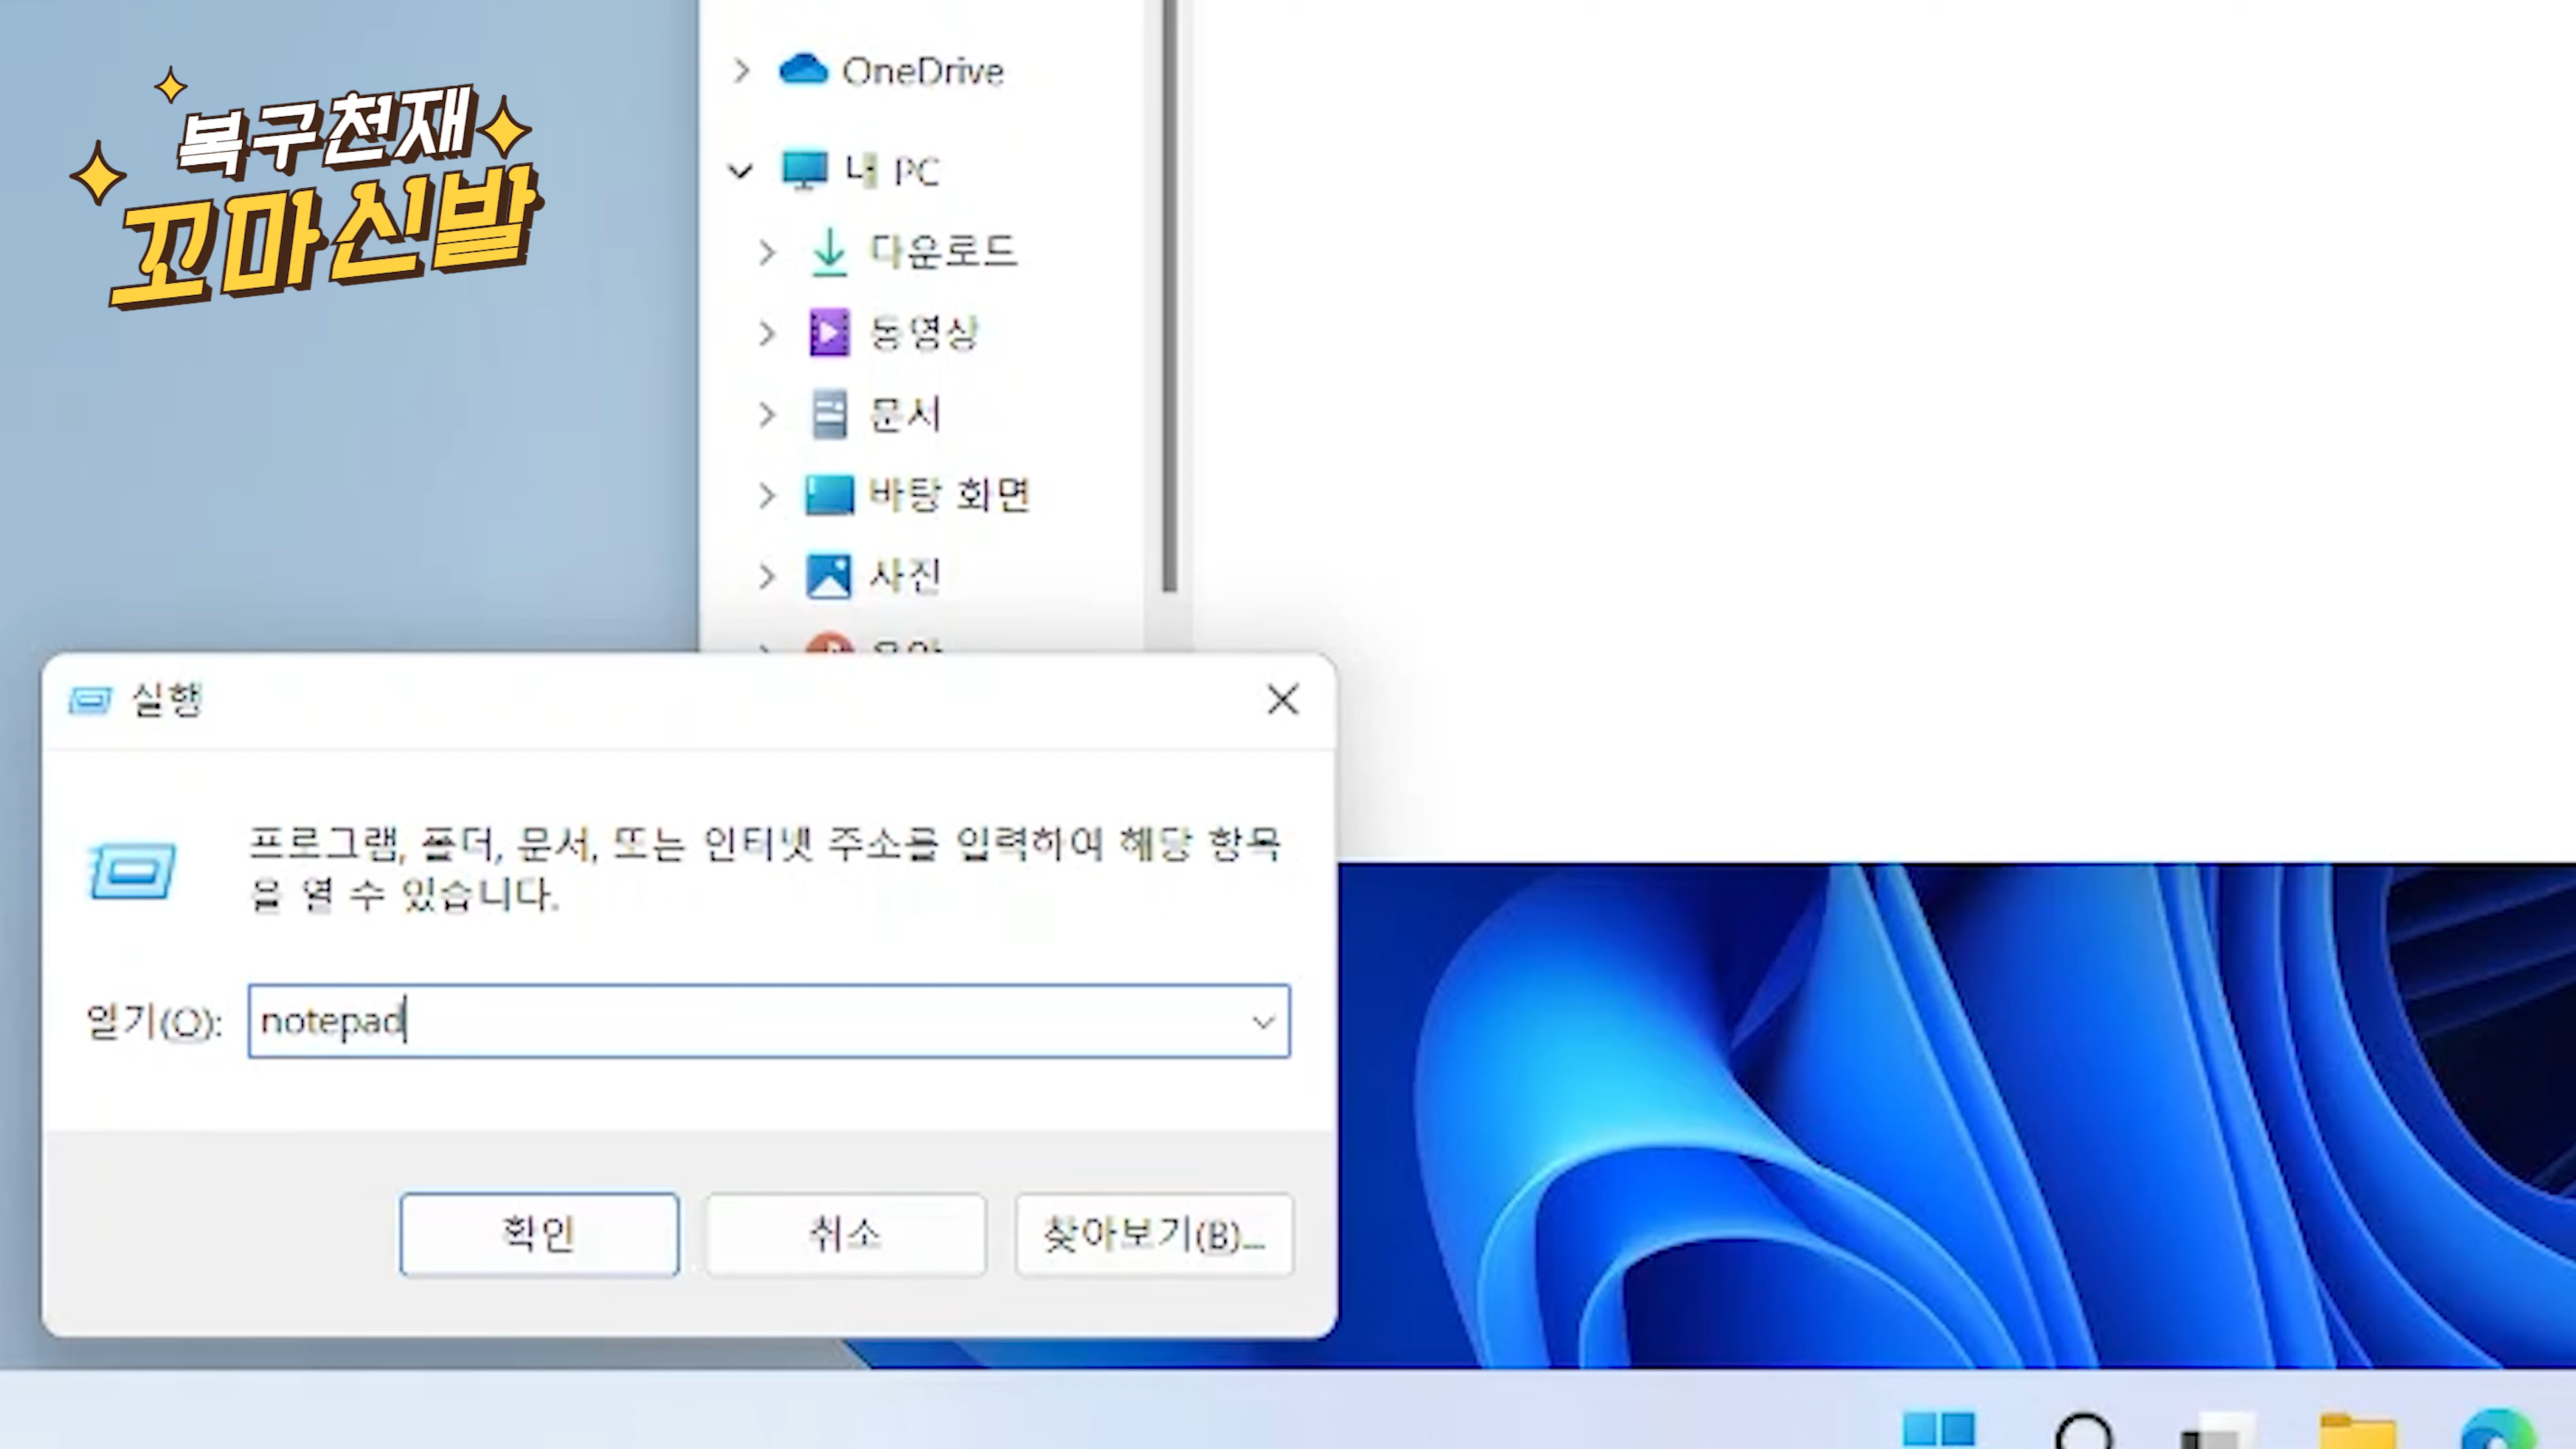 복구천재
꼬마신발
OneDrive
내 PC
다운로드
동영상
문서
바탕 화면
사진
실행
프로그램, 폴더, 문서, 또는 인터넷 주소를 입력하여 해당 항목
을 열 수 있습니다.
열기(O):
notepad
확인
취소
찾아보기(B)...